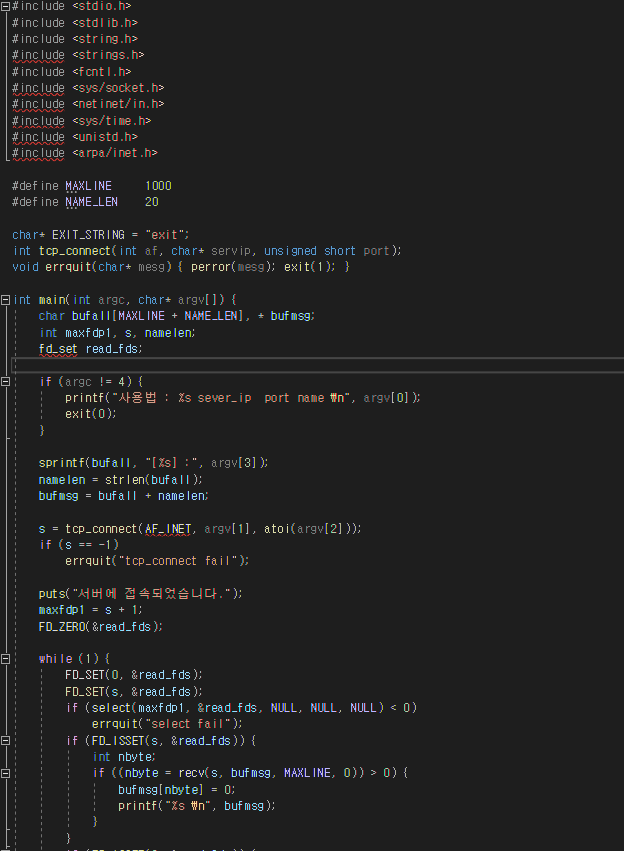 #include <stdio.h>
#include <stdlib.h>
#include <string.h>
#include <strings.h>
#include <fcntl.h>
#include <sys/socket.h>
#include <netinet/in.h>
#include <sys/time.h>
#include <unistd.h>
#include <arpa/inet.h>
#define MAXLINE 1000
#define NAME_LEN 20
char* EXIT_STRING = "exit";
int tcp_connect(int af, char* servip, unsigned short port);
void errquit(char* mesg) { perror(mesg); exit(1); }
int main(int argc, char* argv[]) {
char bufall[MAXLINE + NAME_LEN], * bufmsg;
int maxfdp1, s, namelen;
fd_set read_fds;
if (argc != 4) {
printf("사용법 : %s sever_ip port name ₩n", argv[0]);
exit(0);
}
sprintf(bufall, "[%s] :", argv[3]);
namelen = strlen(bufall);
bufmsg = bufall + namelen;
s = tcp_connect(AF_INET, argv[1], atoi(argv[2]));
if (s == -1)
errquit("tcp_connect fail");
puts("서버에 접속되었습니다.");
maxfdp1 = s + 1;
FD_ZERO(&read_fds);
while (1) {
FD_SET(0, &read_fds);
FD_SET(s, &read_fds);
if (select(maxfdp1, &read_fds, NULL, NULL, NULL) < 0)
errquit("select fail");
if (FD_ISSET(s, &read_fds)) {
int nbyte;
if ((nbyte = recv(s, bufmsg, MAXLINE, 0)) > 0) {
bufmsg[nbyte] = 0;
printf("%s ₩n", bufmsg);
}
}